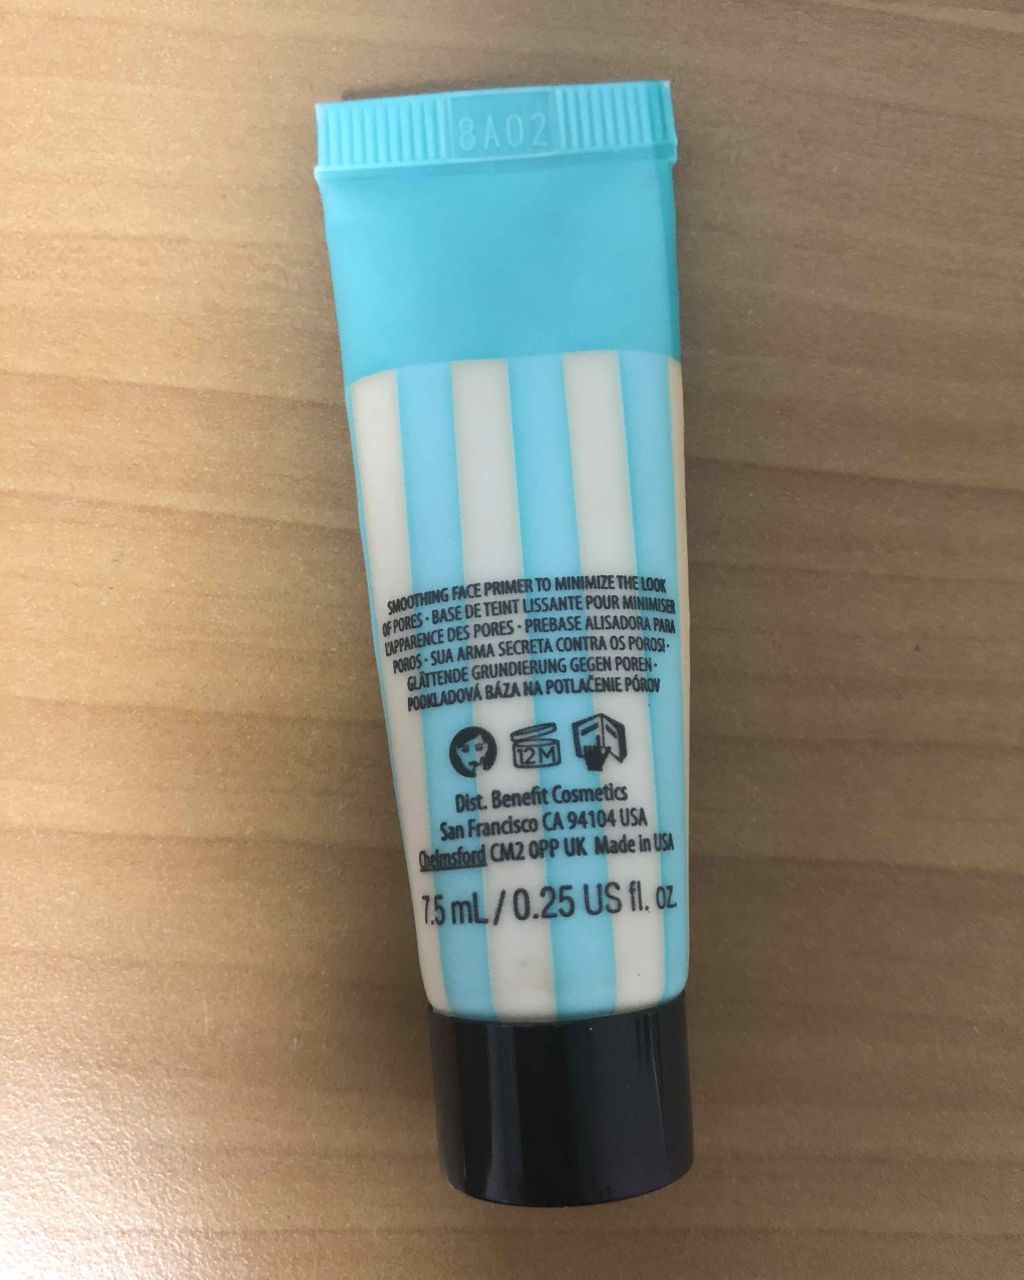 8A02
SMOOTHING FACE PRIMER TO MINIMIZE THE LOOK
OF PORES · BASE DE TEINT LISSANTE POUR MINIMISER
L'APPARENCE DES PORES · PREBASE ALISADORA PARA
POROS · SUA ARMA SECRETA CONTRA OS POROS! ·
GLÄTTENDE GRUNDIERUNG GEGEN POREN ·
PODKLADOVÁ BÁZA NA POTLAČENIE PÓROV
12M
Dist. Benefit Cosmetics
San Francisco CA 94104 USA
Chelmsford CM2 0PP UK Made in USA
7.5 mL / 0.25 US fl. oz.